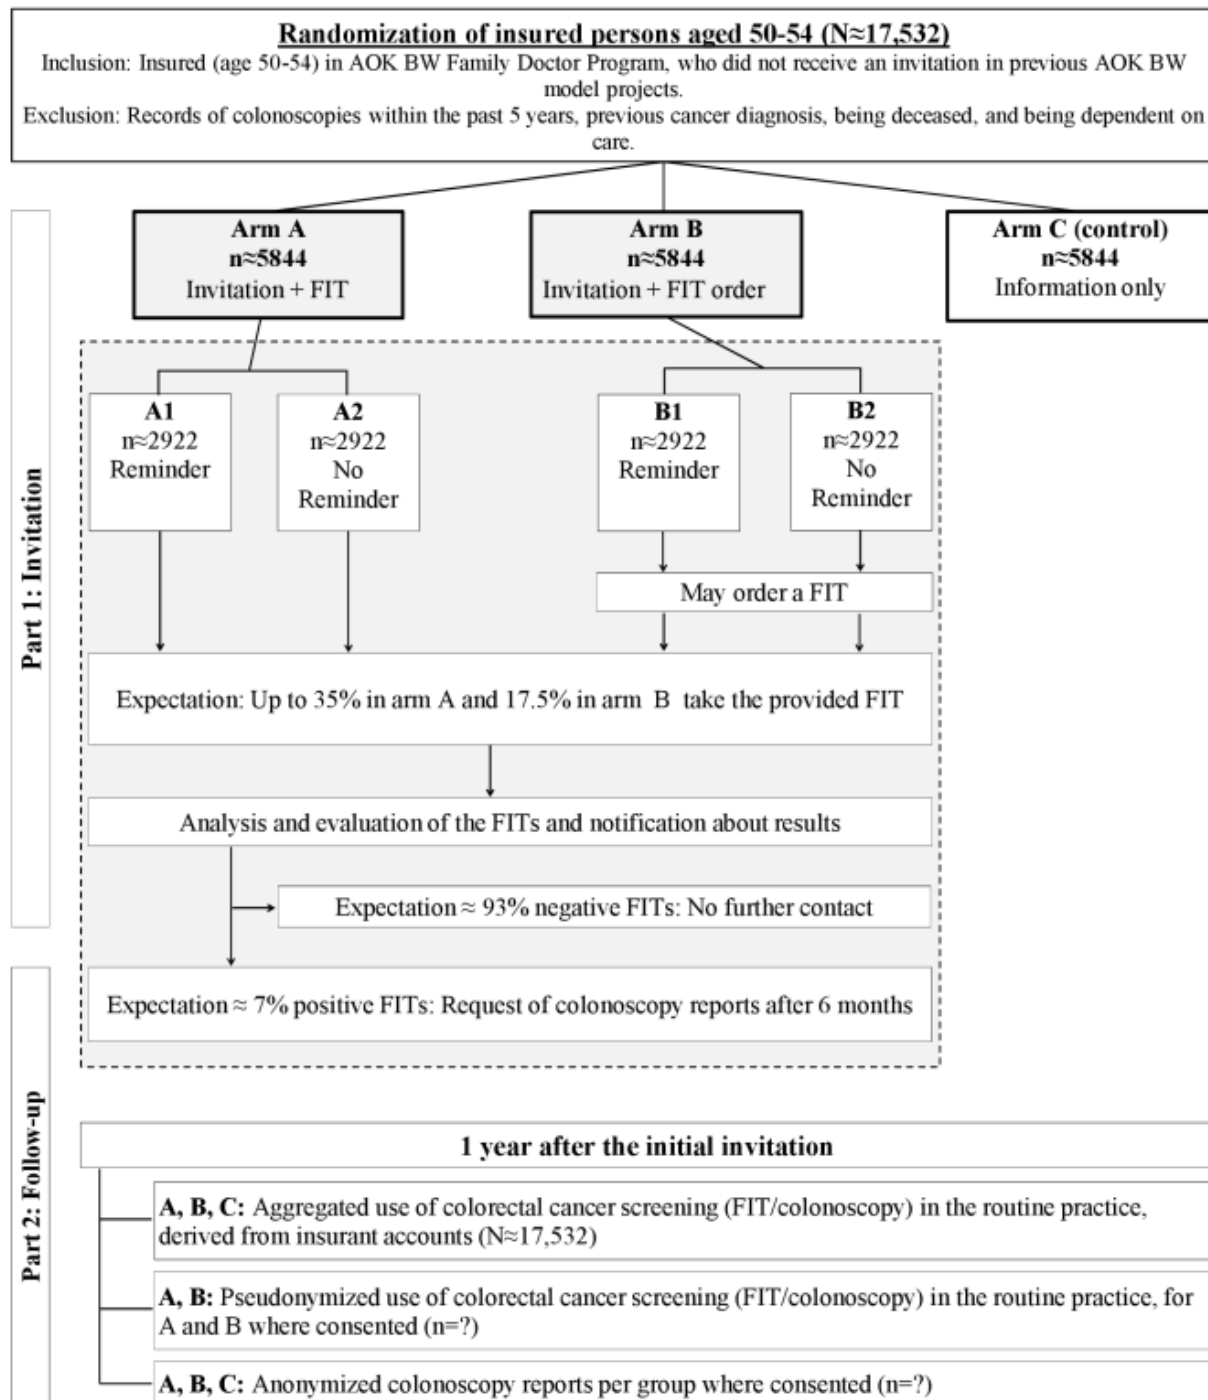 Randomization of insured persons aged 50-54 (N≈17,532)
Inclusion: Insured (age 50-54) in AOK BW Family Doctor Program, who did not receive an invitation in previous AOK BW
model projects.
Exclusion: Records of colonoscopies within the past 5 years, previous cancer diagnosis, being deceased, and being dependent on
care.
Arm A
n≈5844
Invitation + FIT
Arm B
n≈5844
Invitation + FIT order
Arm C (control)
n≈5844
Information only
Part 1: Invitation
A1
n≈2922
Reminder
A2
n≈2922
No
Reminder
B1
n≈2922
Reminder
B2
n≈2922
No
Reminder
May order a FIT
Expectation: Up to 35% in arm A and 17.5% in arm B take the provided FIT
Analysis and evaluation of the FITs and notification about results
Expectation ≈ 93% negative FITs: No further contact
Expectation ≈ 7% positive FITs: Request of colonoscopy reports after 6 months
Part 2: Follow-up
1 year after the initial invitation
A, B, C: Aggregated use of colorectal cancer screening (FIT/colonoscopy) in the routine practice,
derived from insurant accounts (N≈17,532)
A, B: Pseudonymized use of colorectal cancer screening (FIT/colonoscopy) in the routine practice, for
A and B where consented (n=?)
A, B, C: Anonymized colonoscopy reports per group where consented (n=?)